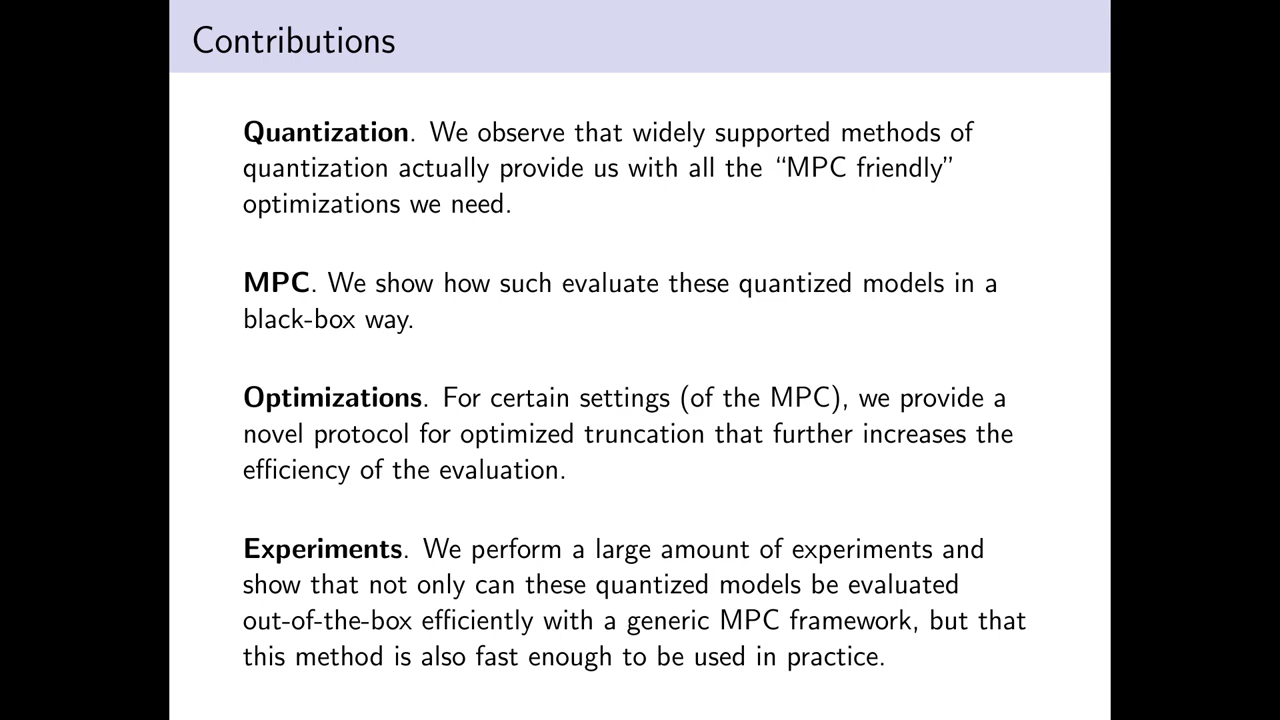 Contributions
Quantization. We observe that widely supported methods of
quantization actually provide us with all the “MPC friendly”
optimizations we need.
MPC. We show how such evaluate these quantized models in a
black-box way.
Optimizations. For certain settings (of the MPC), we provide a
novel protocol for optimized truncation that further increases the
efficiency of the evaluation.
Experiments. We perform a large amount of experiments and
show that not only can these quantized models be evaluated
out-of-the-box efficiently with a generic MPC framework, but that
this method is also fast enough to be used in practice.